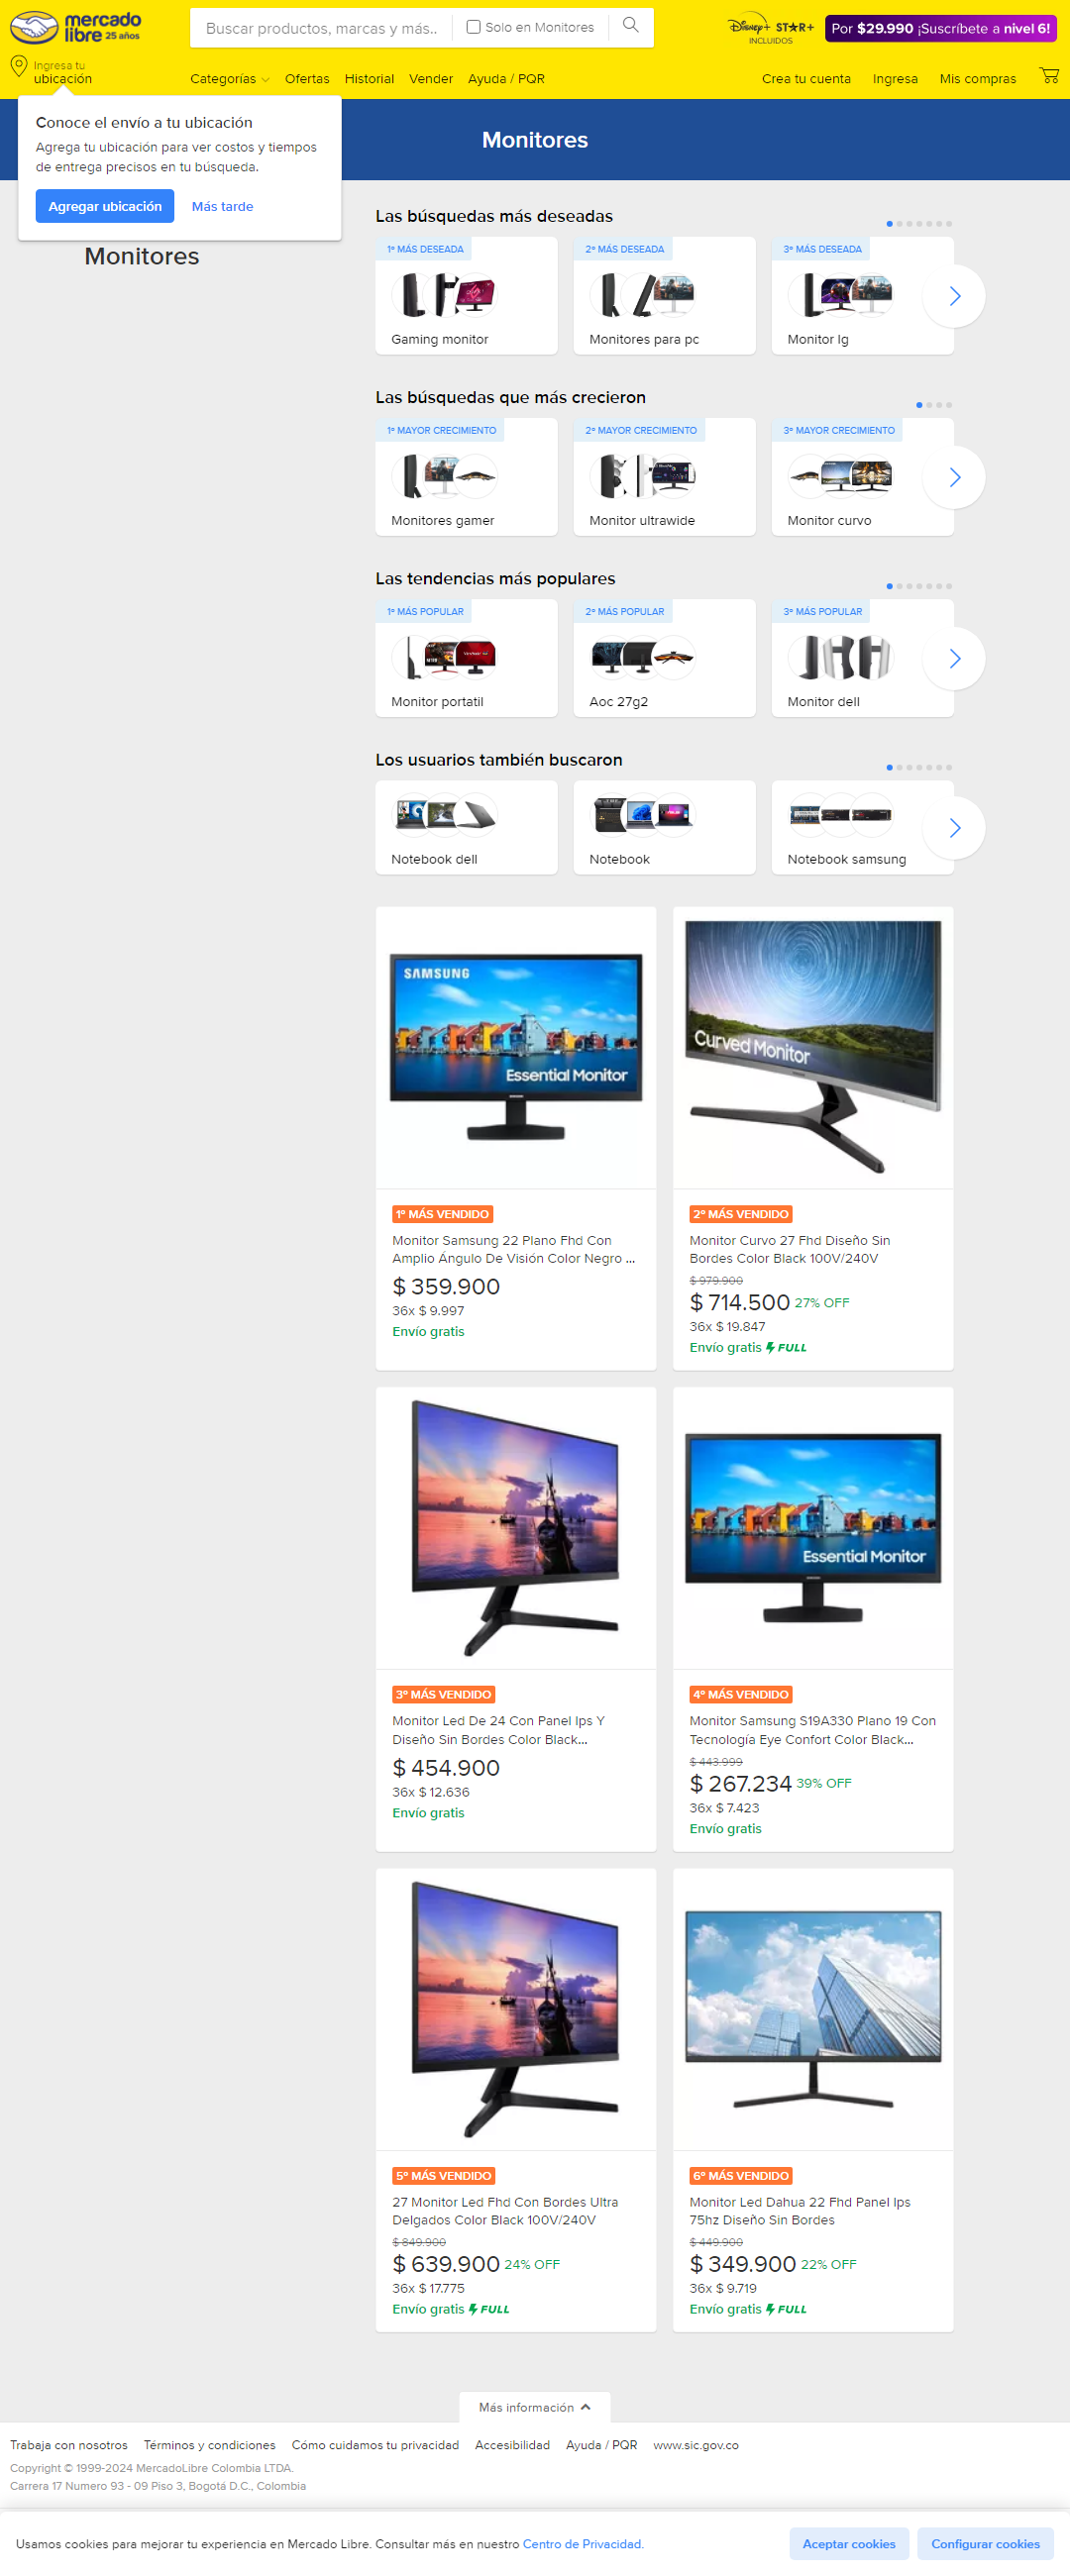 mercado
libre 25 años
Buscar productos, marcas y más..
Solo en Monitores
Disney+ STAR+
INCLUIDOS
Por $29.990 ¡Suscríbete a nivel 6!
Ingresa tu
ubicación
Categorías Ofertas Historial Vender Ayuda / PQR
Crea tu cuenta Ingresa Mis compras
Conoce el envío a tu ubicación
Agrega tu ubicación para ver costos y tiempos
de entrega precisos en tu búsqueda.
Agregar ubicación Más tarde
Monitores
Monitores
Las búsquedas más deseadas
1º MÁS DESEADA 2º MÁS DESEADA 3º MÁS DESEADA
Gaming monitor Monitores para pc Monitor lg
Las búsquedas que más crecieron
1º MAYOR CRECIMIENTO 2º MAYOR CRECIMIENTO 3º MAYOR CRECIMIENTO
Monitores gamer Monitor ultrawide Monitor curvo
Las tendencias más populares
1º MÁS POPULAR 2º MÁS POPULAR 3º MÁS POPULAR
Monitor portatil Aoc 27g2 Monitor dell
Los usuarios también buscaron
Notebook dell Notebook Notebook samsung
SAMSUNG
Essential Monitor
Curved Monitor
1º MÁS VENDIDO
Monitor Samsung 22 Plano Fhd Con
Amplio Ángulo De Visión Color Negro ...
$ 359.900
36x $ 9.997
Envío gratis
2º MÁS VENDIDO
Monitor Curvo 27 Fhd Diseño Sin
Bordes Color Black 100V/240V
$ 979.900
$ 714.500 27% OFF
36x $ 19.847
Envío gratis FULL
Essential Monitor
3º MÁS VENDIDO
Monitor Led De 24 Con Panel Ips Y
Diseño Sin Bordes Color Black...
$ 454.900
36x $ 12.636
Envío gratis
4º MÁS VENDIDO
Monitor Samsung S19A330 Plano 19 Con
Tecnología Eye Confort Color Black...
$ 443.999
$ 267.234 39% OFF
36x $ 7.423
Envío gratis
5º MÁS VENDIDO
27 Monitor Led Fhd Con Bordes Ultra
Delgados Color Black 100V/240V
$ 849.900
$ 639.900 24% OFF
36x $ 17.775
Envío gratis FULL
6º MÁS VENDIDO
Monitor Led Dahua 22 Fhd Panel Ips
75hz Diseño Sin Bordes
$ 449.900
$ 349.900 22% OFF
36x $ 9.719
Envío gratis FULL
Más información
Trabaja con nosotros Términos y condiciones Cómo cuidamos tu privacidad Accesibilidad Ayuda / PQR www.sic.gov.co
Copyright © 1999-2024 MercadoLibre Colombia LTDA.
Carrera 17 Numero 93 - 09 Piso 3, Bogotá D.C., Colombia
Usamos cookies para mejorar tu experiencia en Mercado Libre. Consultar más en nuestro Centro de Privacidad.
Aceptar cookies Configurar cookies